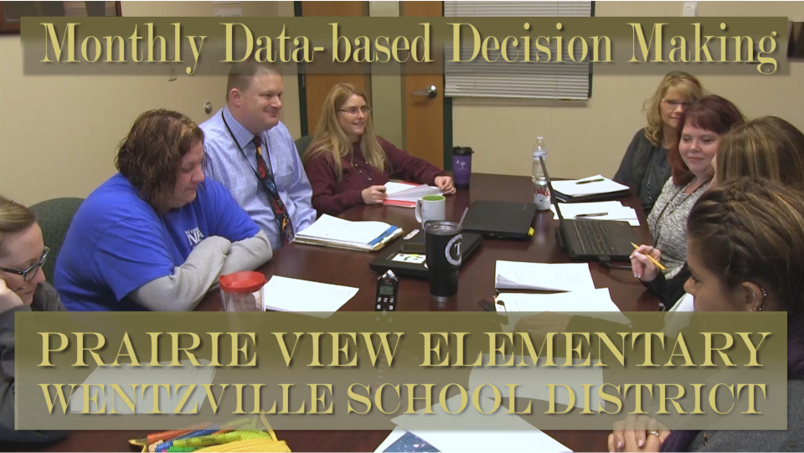 Monthly Data-based Decision Making
PRAIRIE VIEW ELEMENTARY
WENTZVILLE SCHOOL DISTRICT